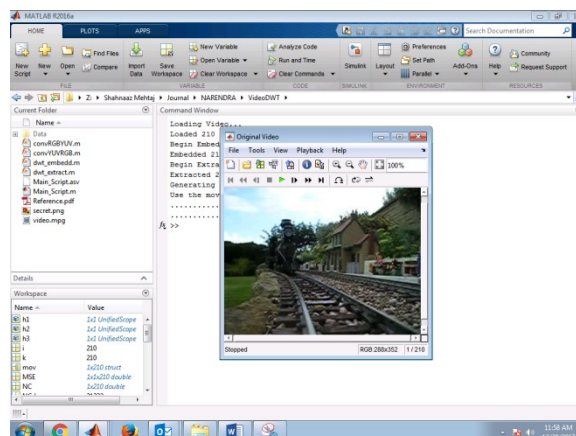 MATLAB R2016a
HOME PLOTS APPS
Search Documentation
New Script
New
Open
Find Files
Compare
Import Data
Save Workspace
New Variable
Open Variable
Clear Workspace
Analyze Code
Run and Time
Clear Commands
Simulink
Layout
Preferences
Set Path
Parallel
Add-Ons
Help
Community
Request Support
FILE VARIABLE CODE SIMULINK ENVIRONMENT RESOURCES
Z: Shahnaaz Mehtaj Journal NARENDRA VideoDWT
Current Folder
Name
Data
convRGBYUV.m
convYUVRGB.m
dwt_embedd.m
dwt_extract.m
Main_Script.asv
Main_Script.m
Reference.pdf
secret.png
video.mpg
Details
Workspace
Name Value
h1 1x1 UnifiedScope
h2 1x1 UnifiedScope
h3 1x1 UnifiedScope
i 210
k 210
mov 1x210 struct
MSE 1x1x210 double
NC 1x210 double
Command Window
Loading Video...
Loaded 210
Begin Embed
Embedded 21
Begin Extra
Extracted 2
Generating
Use the mov
...........
...........
fx >>
Original Video
File Tools View Playback Help
100%
Stopped RGB:288x352 1 / 210
11:58 AM